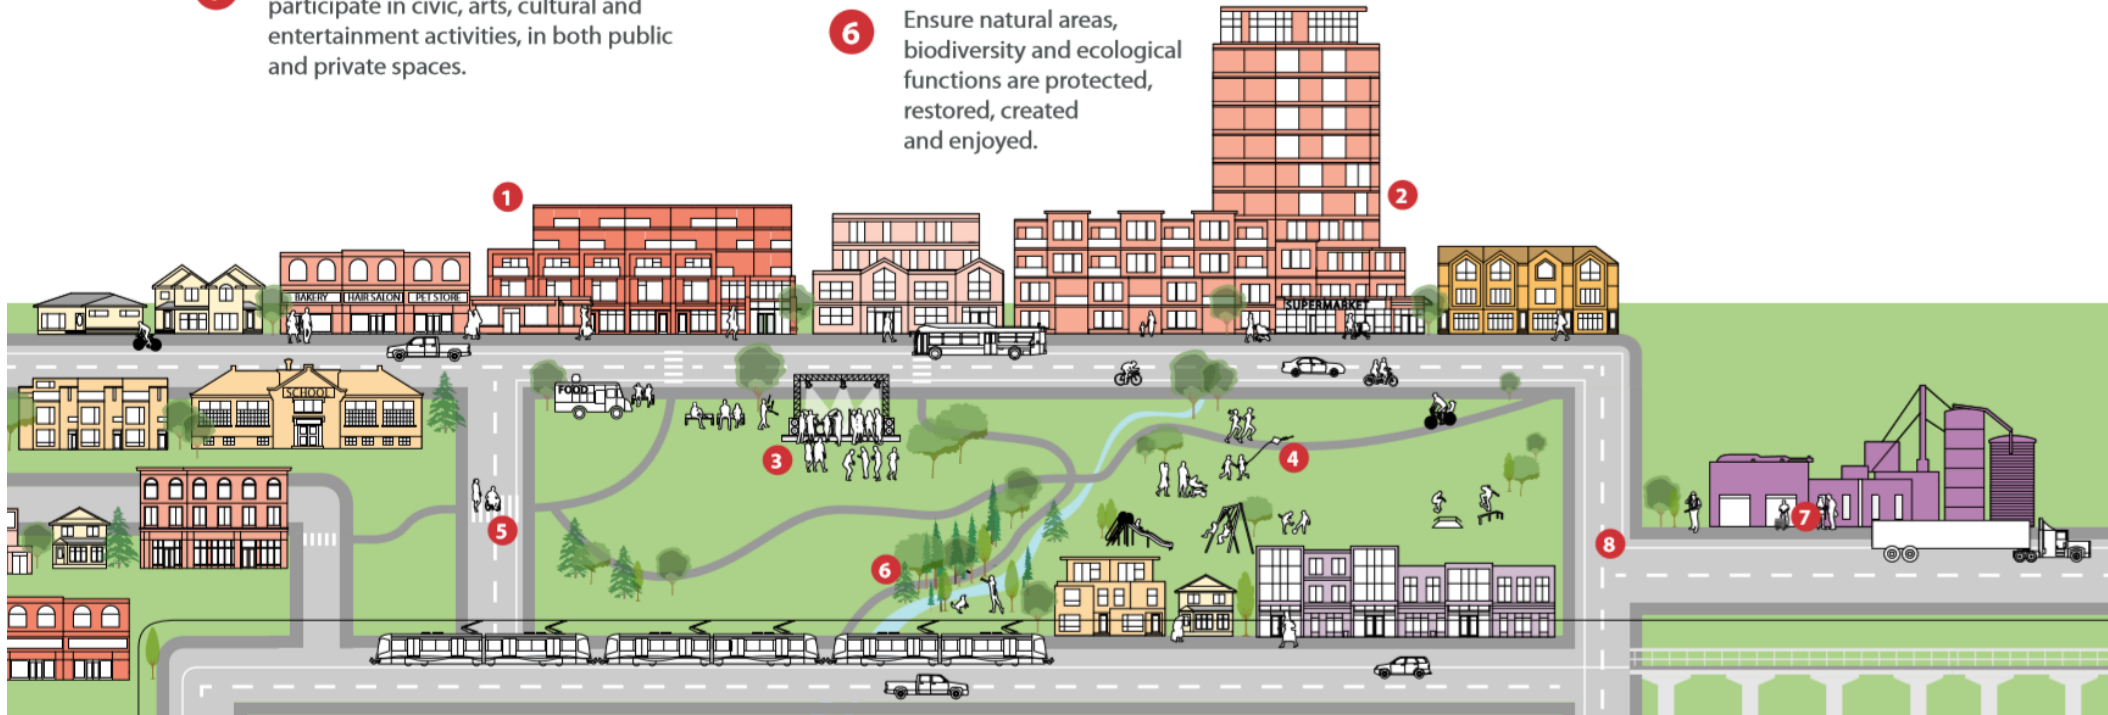 participate in civic, arts, cultural and
entertainment activities, in both public
and private spaces.
6
Ensure natural areas,
biodiversity and ecological
functions are protected,
restored, created
and enjoyed.
1
2
BAKERY
HAIR SALON
PET STORE
SUPERMARKET
SCHOOL
FOOD
3
4
5
6
7
8